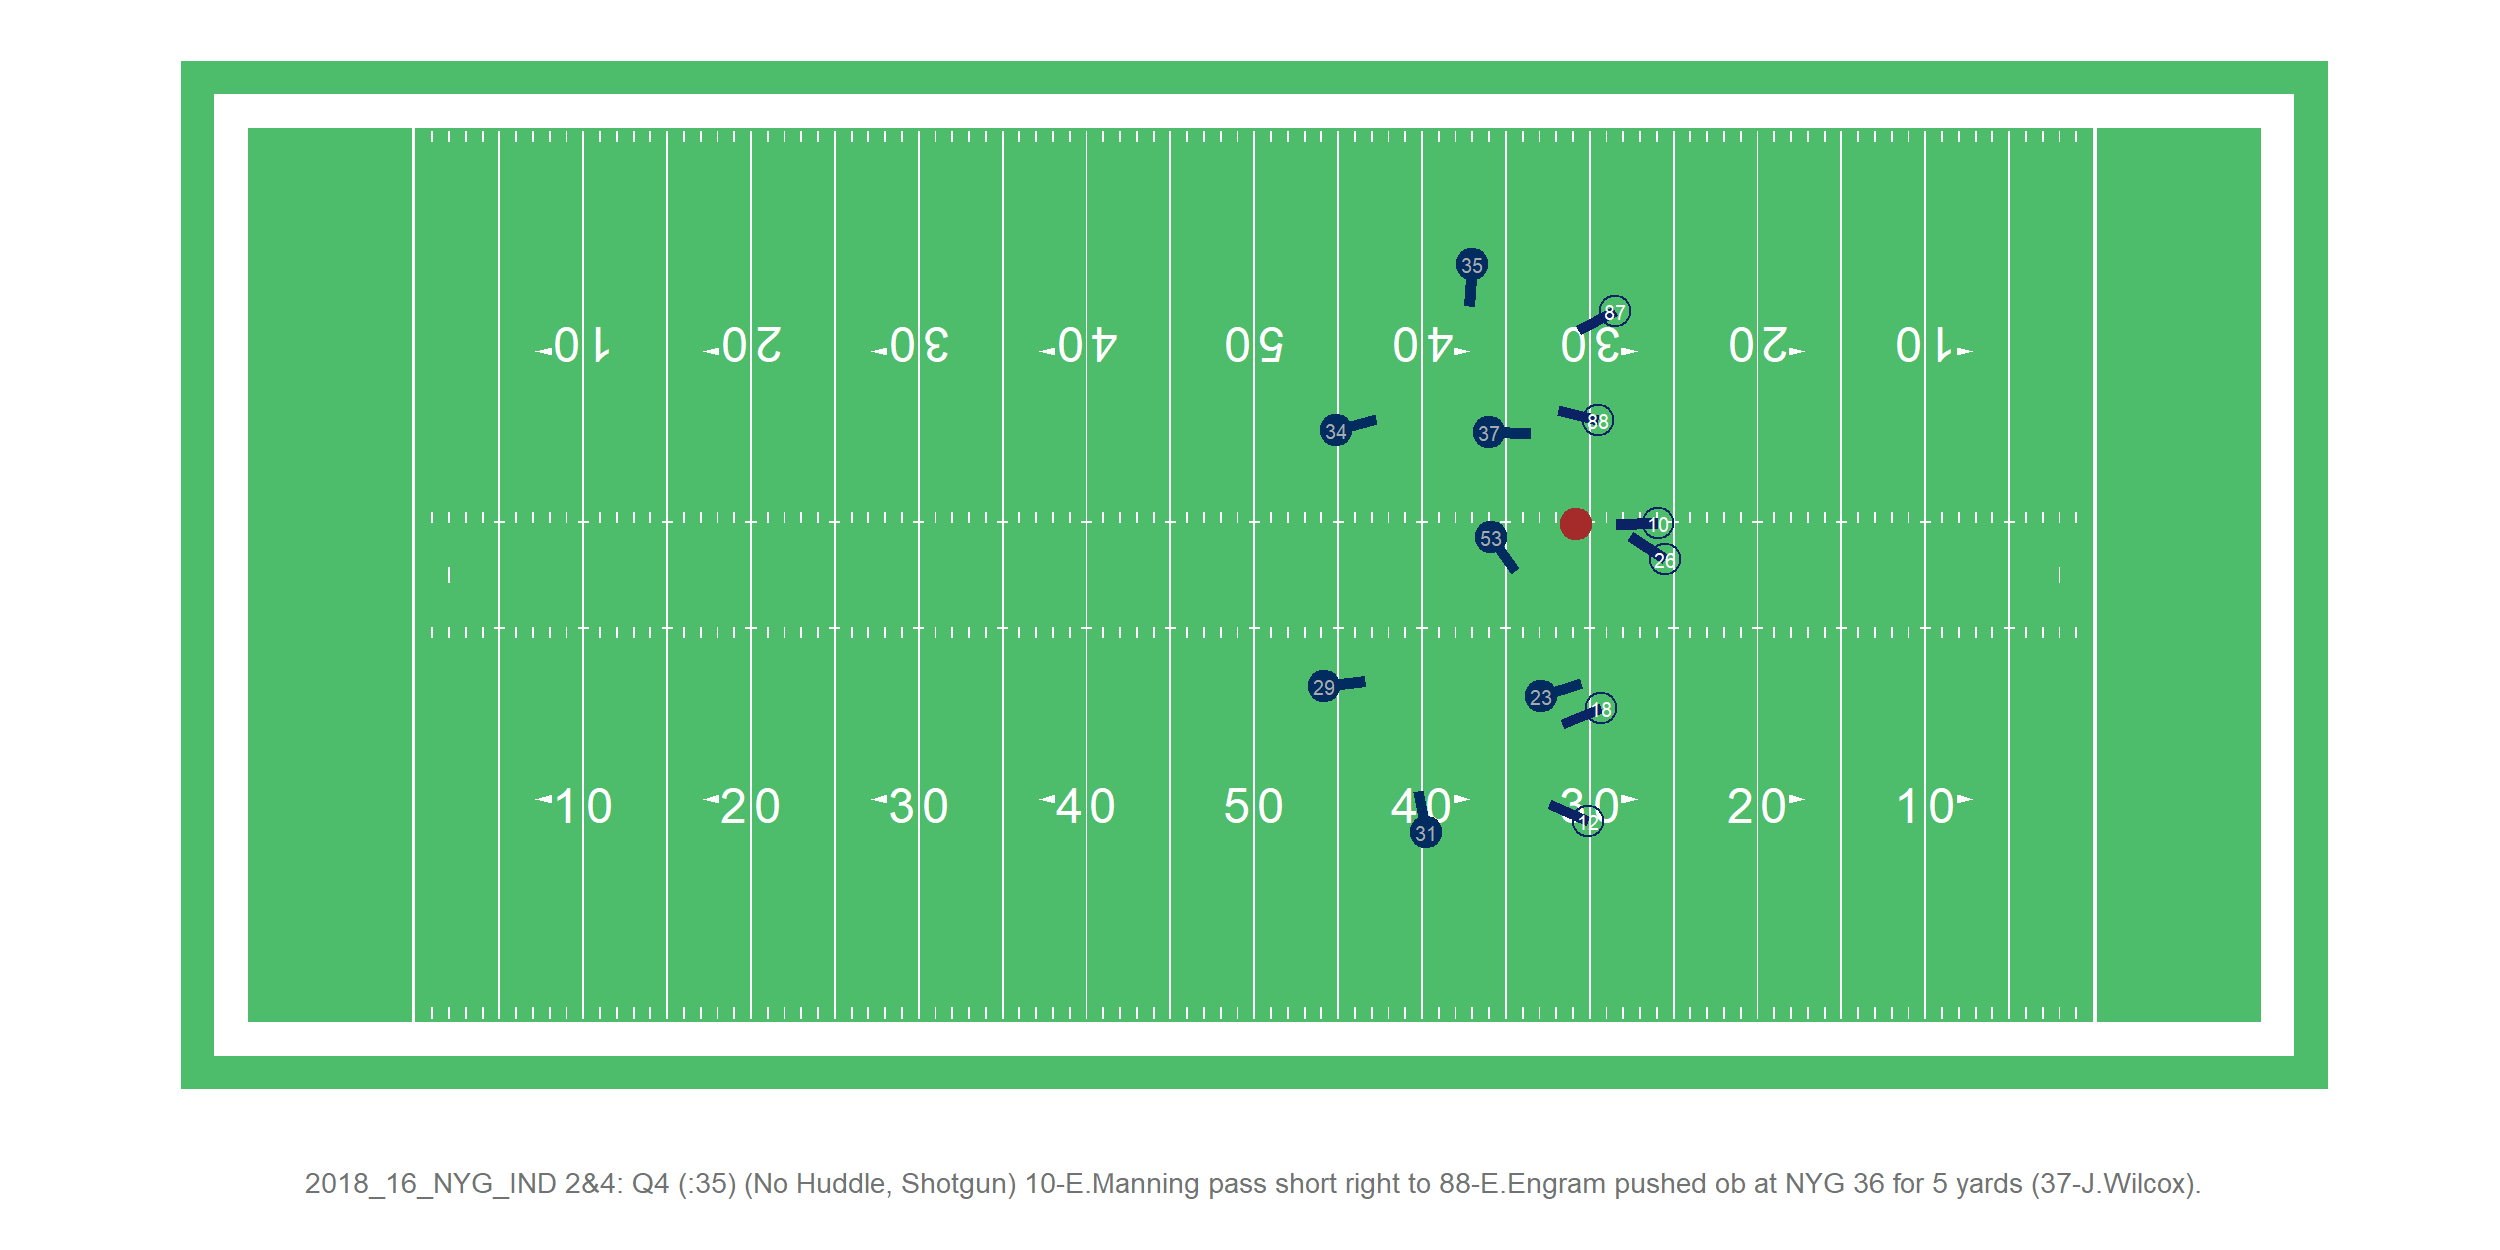 35
87
10 20 30 40 50 40 30 20 10
34 37 88
10
53
26
29 23 18
10 20 30 40 50 40 30 20 10
31 12
2018_16_NYG_IND 2&4: Q4 (:35) (No Huddle, Shotgun) 10-E.Manning pass short right to 88-E.Engram pushed ob at NYG 36 for 5 yards (37-J.Wilcox).